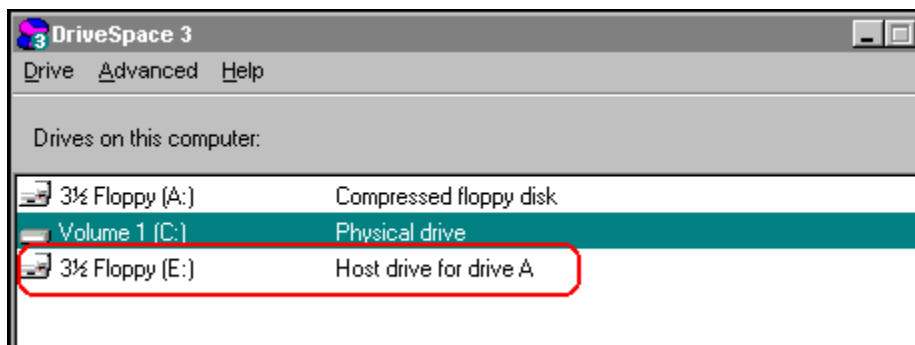 DriveSpace 3
Drive Advanced Help
Drives on this computer:
3½ Floppy (A:) Compressed floppy disk
Volume 1 (C:) Physical drive
3½ Floppy (E:) Host drive for drive A